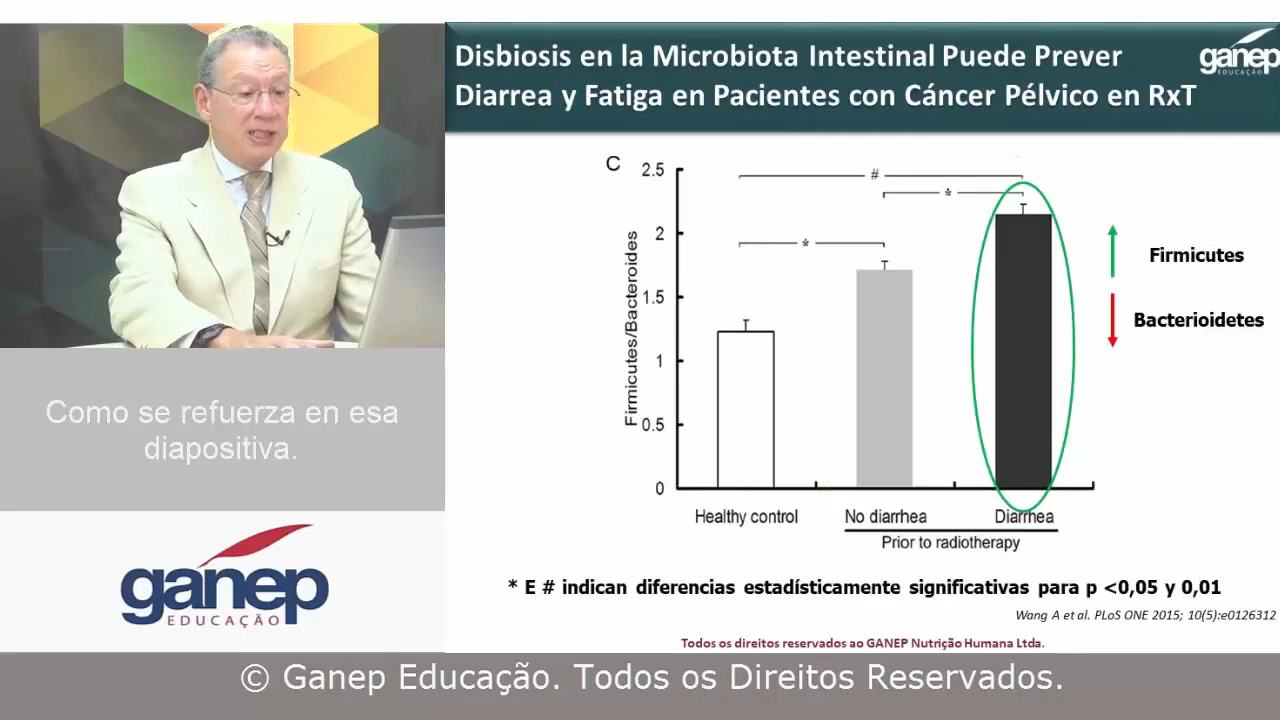 Disbiosis en la Microbiota Intestinal Puede Prever
Diarrea y Fatiga en Pacientes con Cáncer Pélvico en RxT
ganep
EDUCAÇÃO
C
2.5
2
1.5
1
0.5
0
Firmicutes/Bacteroides
#
*
*
Healthy control
No diarrhea
Diarrhea
Prior to radiotherapy
Firmicutes
Bacterioidetes
* E # indican diferencias estadísticamente significativas para p <0,05 y 0,01
Wang A et al. PLoS ONE 2015; 10(5):e0126312
Todos os direitos reservados ao GANEP Nutrição Humana Ltda.
Como se refuerza en esa
diapositiva.
ganep
EDUCAÇÃO
© Ganep Educação. Todos os Direitos Reservados.